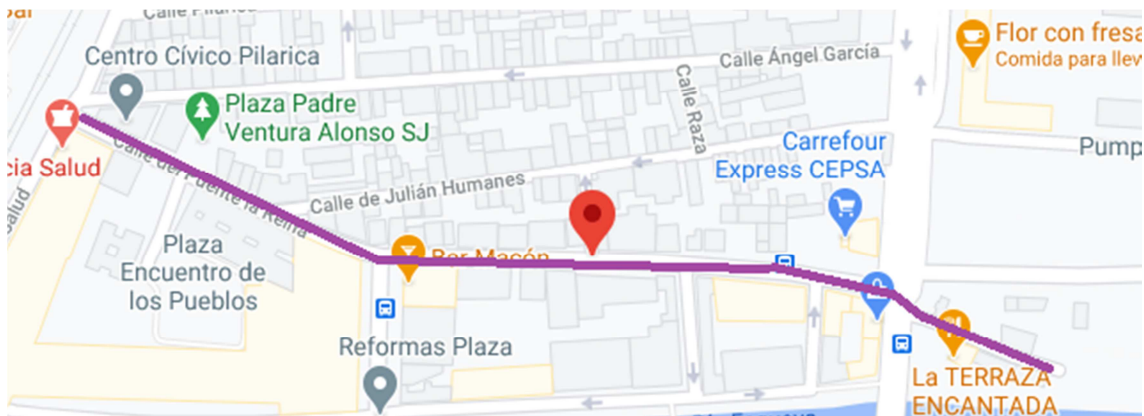 Calle Pilarica
Centro Cívico Pilarica
Calle Ángel García
Flor con fresa
Comida para llev
Plaza Padre
Ventura Alonso SJ
Calle Raza
Carrefour
Express CEPSA
Pump
cia Salud
Calle del Puente la Reina
Calle de Julián Humanes
Salud
Plaza
Encuentro de
los Pueblos
Bar Macón
Reformas Plaza
La TERRAZA
ENCANTADA